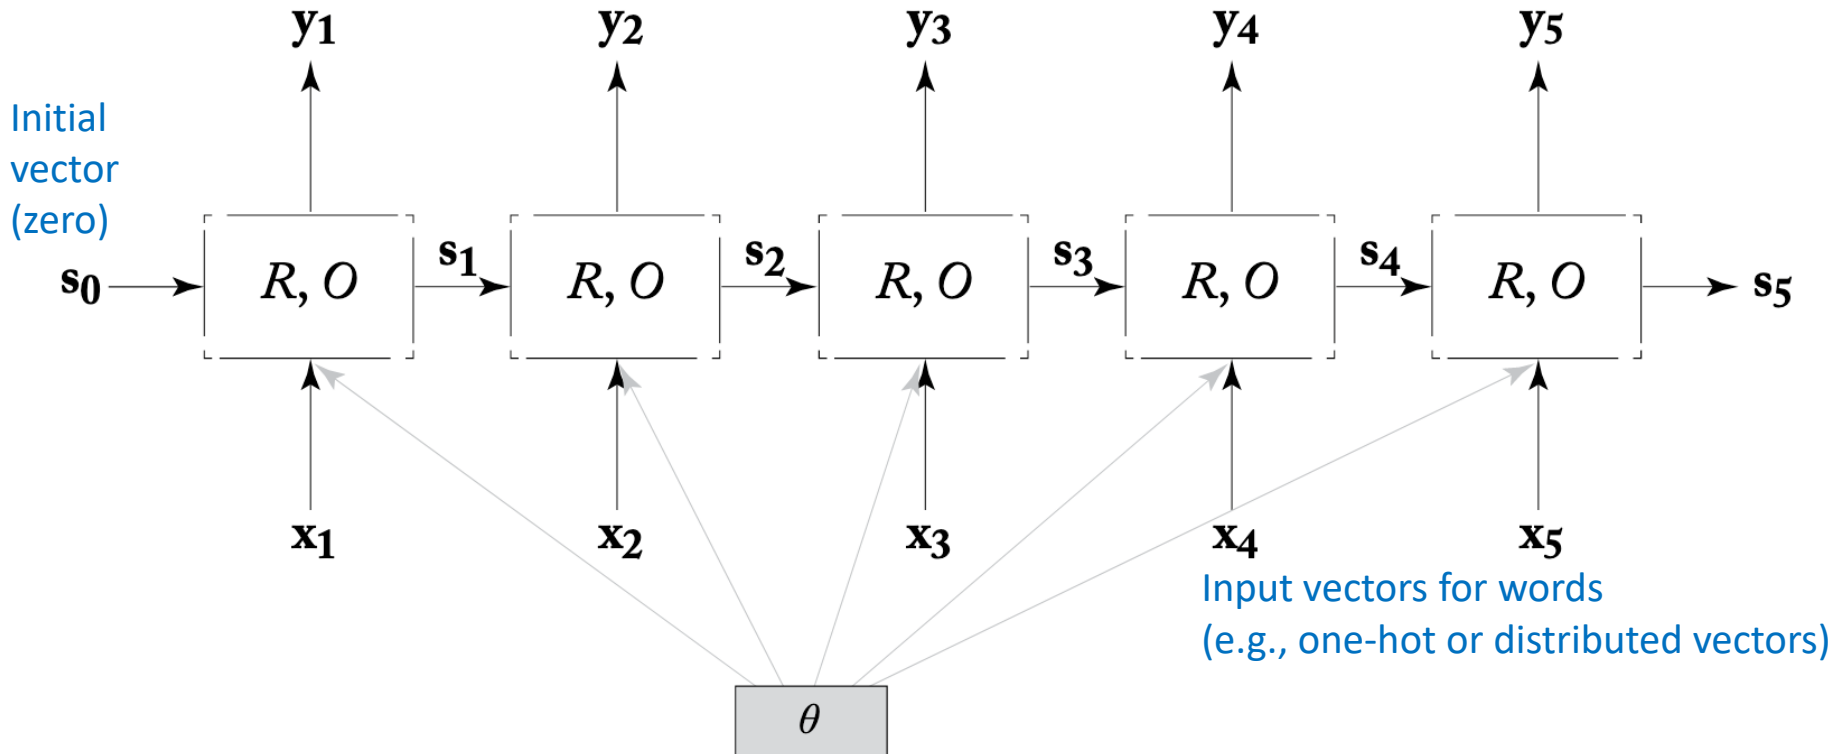 y1 y2 y3 y4 y5
Initial
vector
(zero)
s0 R, O s1 R, O s2 R, O s3 R, O s4 R, O s5
x1 x2 x3 x4 x5
Input vectors for words
(e.g., one-hot or distributed vectors)
θ